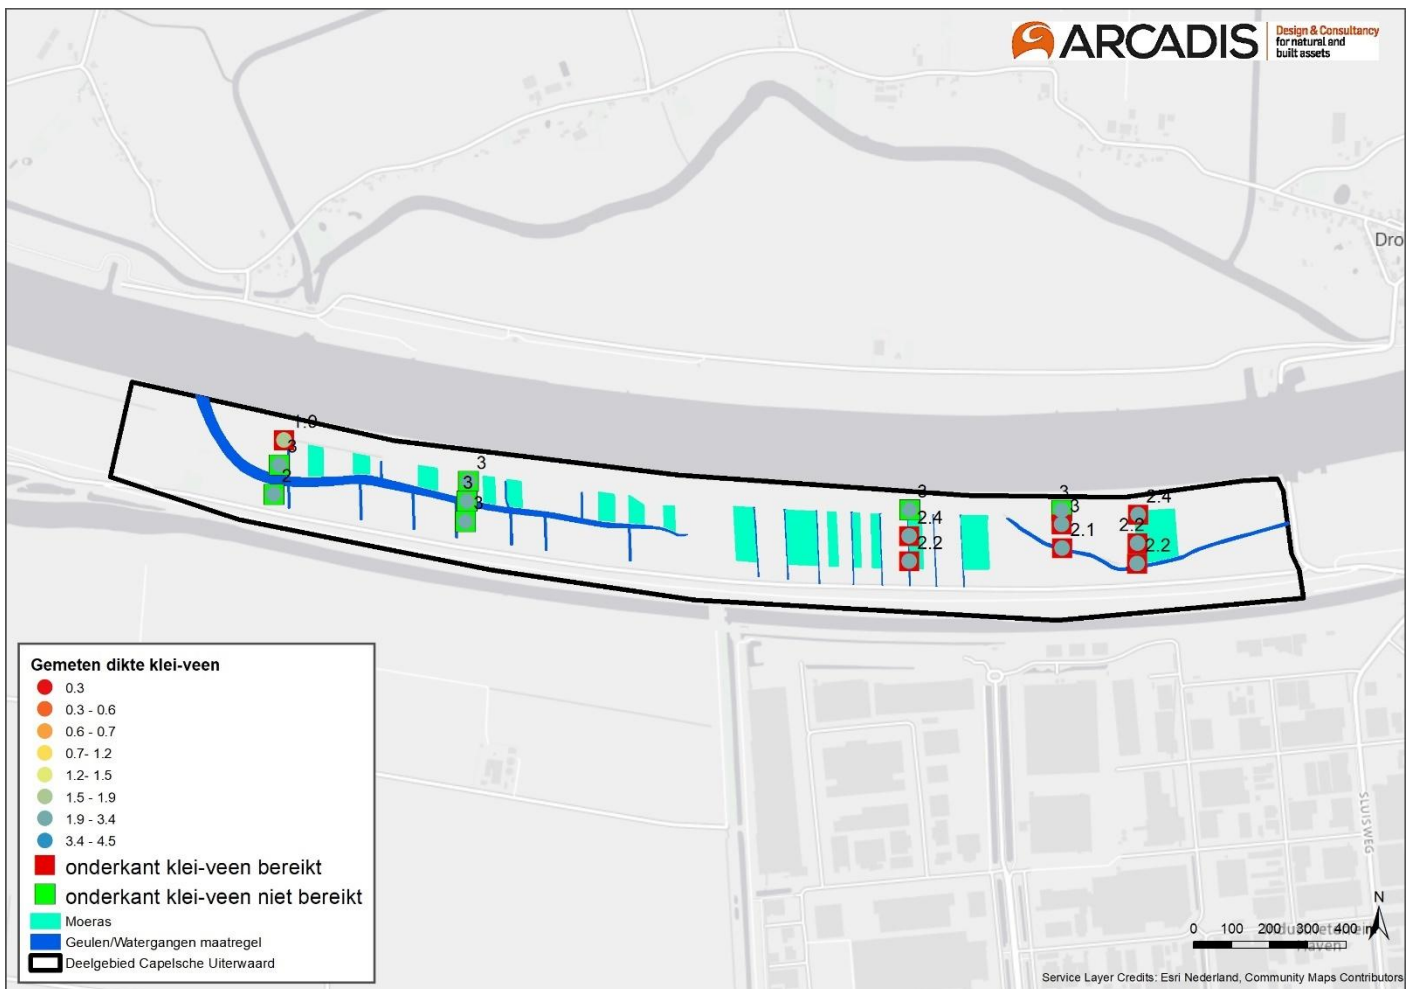 ARCADIS
Design & Consultancy
for natural and
built assets
Dro
3
2
3
3
3
3
2.4
2.2
3
3
2.1
2.4
2.2
2.2
Gemeten dikte klei-veen
0.3
0.3 - 0.6
0.6 - 0.7
0.7- 1.2
1.2- 1.5
1.5 - 1.9
1.9 - 3.4
3.4 - 4.5
onderkant klei-veen bereikt
onderkant klei-veen niet bereikt
Moeras
Geulen/Watergangen maatregel
Deelgebied Capelsche Uiterwaard
SLUISWEG
N
0 100 200 300 400
Haven
Service Layer Credits: Esri Nederland, Community Maps Contributors